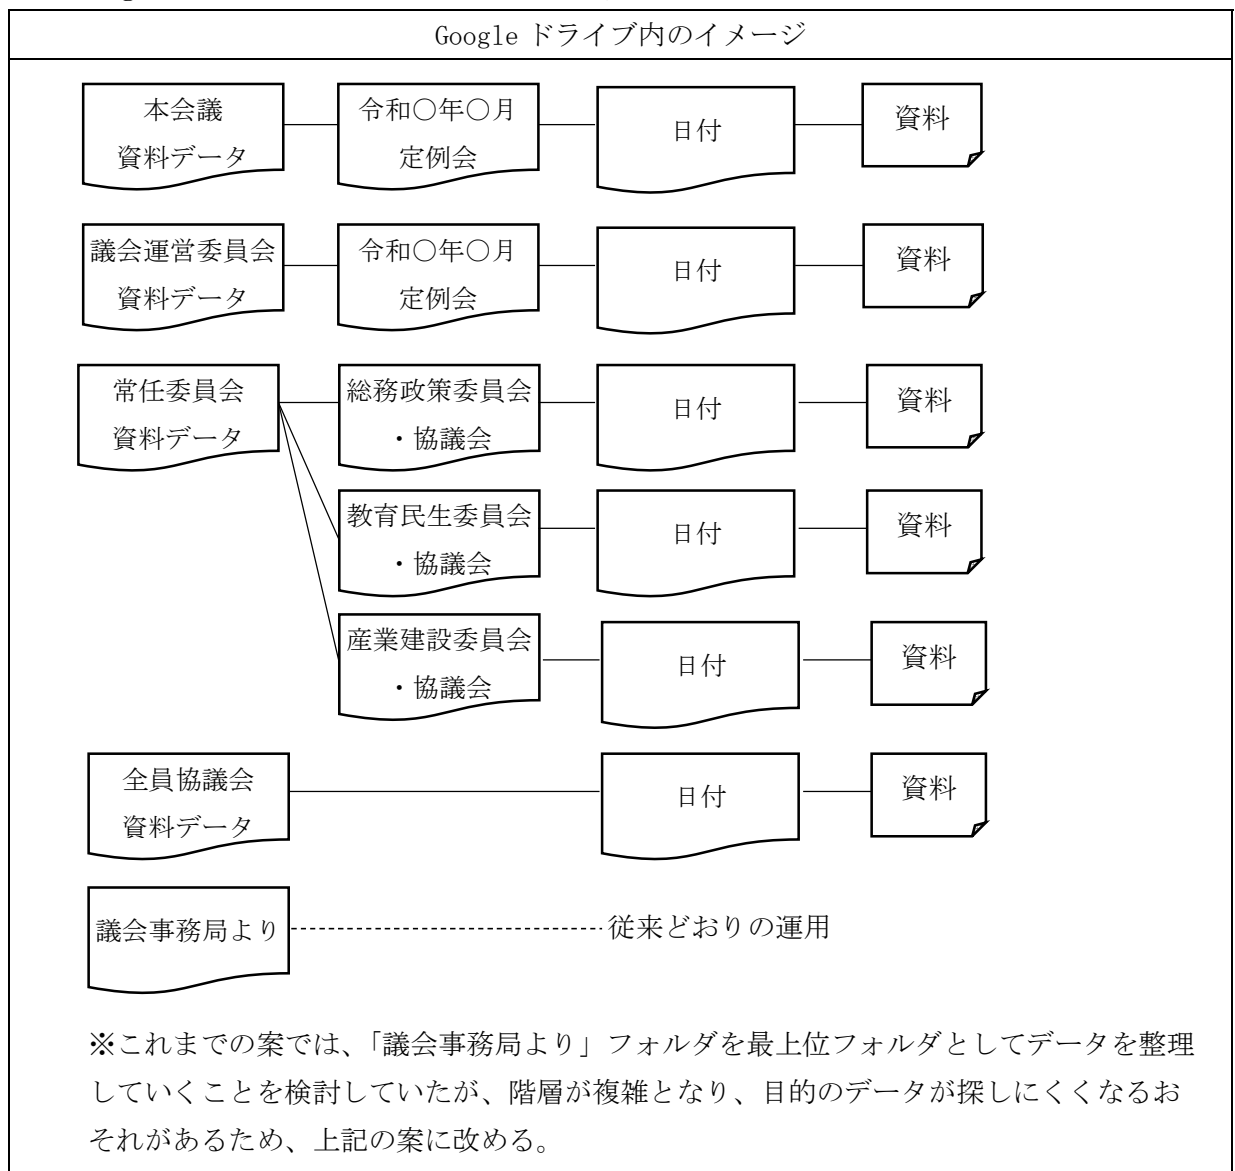 Google ドライブ内のイメージ
本会議
資料データ
令和○年○月
定例会
日付
資料
議会運営委員会
資料データ
令和○年○月
定例会
日付
資料
常任委員会
資料データ
総務政策委員会
・協議会
日付
資料
教育民生委員会
・協議会
日付
資料
産業建設委員会
・協議会
日付
資料
全員協議会
資料データ
日付
資料
議会事務局より
従来どおりの運用
※これまでの案では、「議会事務局より」フォルダを最上位フォルダとしてデータを整理
していくことを検討していたが、階層が複雑となり、目的のデータが探しにくくなるお
それがあるため、上記の案に改める。